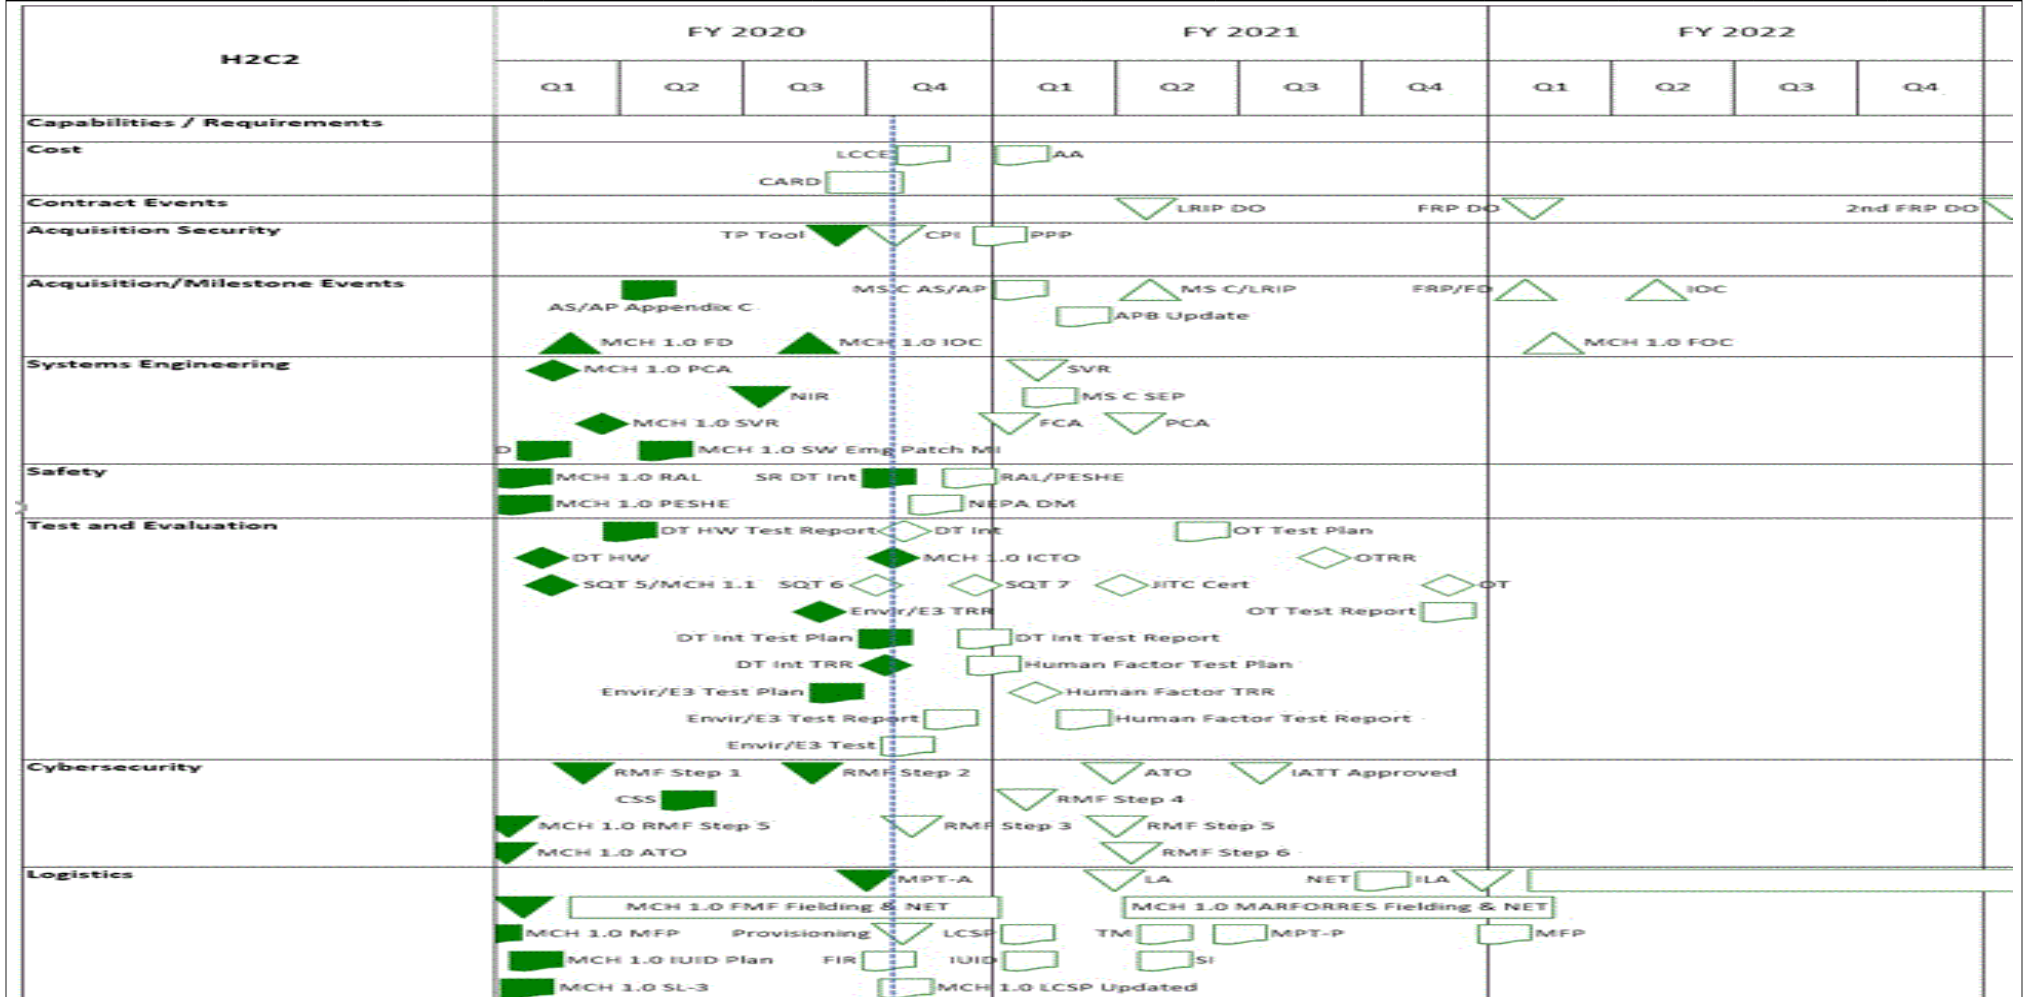 H2C2 FY 2020 FY 2021 FY 2022
Q1 Q2 Q3 Q4 Q1 Q2 Q3 Q4 Q1 Q2 Q3 Q4
Capabilities / Requirements
Cost LCCE AA
CARD
Contract Events LRIP DO FRP DO 2nd FRP DO
Acquisition Security TP Tool CPI PPP
Acquisition/Milestone Events MS C AS/AP MS C/LRIP FRP/FD IOC
AS/AP Appendix C APB Update
MCH 1.0 FD MCH 1.0 IOC MCH 1.0 FOC
Systems Engineering MCH 1.0 PCA SVR
NIR MS C SEP
MCH 1.0 SVR FCA PCA
D MCH 1.0 SW Emg Patch MI
Safety MCH 1.0 RAL SR DT Int RAL/PESHE
MCH 1.0 PESHE NEPA DM
Test and Evaluation DT HW Test Report DT Int OT Test Plan
DT HW MCH 1.0 ICTO OTRR
SQT 5/MCH 1.1 SQT 6 SQT 7 JITC Cert OT
Envir/E3 TRR OT Test Report
DT Int Test Plan DT Int Test Report
DT Int TRR Human Factor Test Plan
Envir/E3 Test Plan Human Factor TRR
Envir/E3 Test Report Human Factor Test Report
Envir/E3 Test
Cybersecurity RMF Step 1 RMF Step 2 ATO IATT Approved
CSS RMF Step 4
MCH 1.0 RMF Step 5 RMF Step 3 RMF Step 5
MCH 1.0 ATO RMF Step 6
Logistics MPT-A LA NET ILA
MCH 1.0 FMF Fielding & NET MCH 1.0 MARFORRES Fielding & NET
MCH 1.0 MFP Provisioning LCSP TM MPT-P MFP
MCH 1.0 IUID Plan FIR IUID SI
MCH 1.0 SL-3 MCH 1.0 LCSP Updated